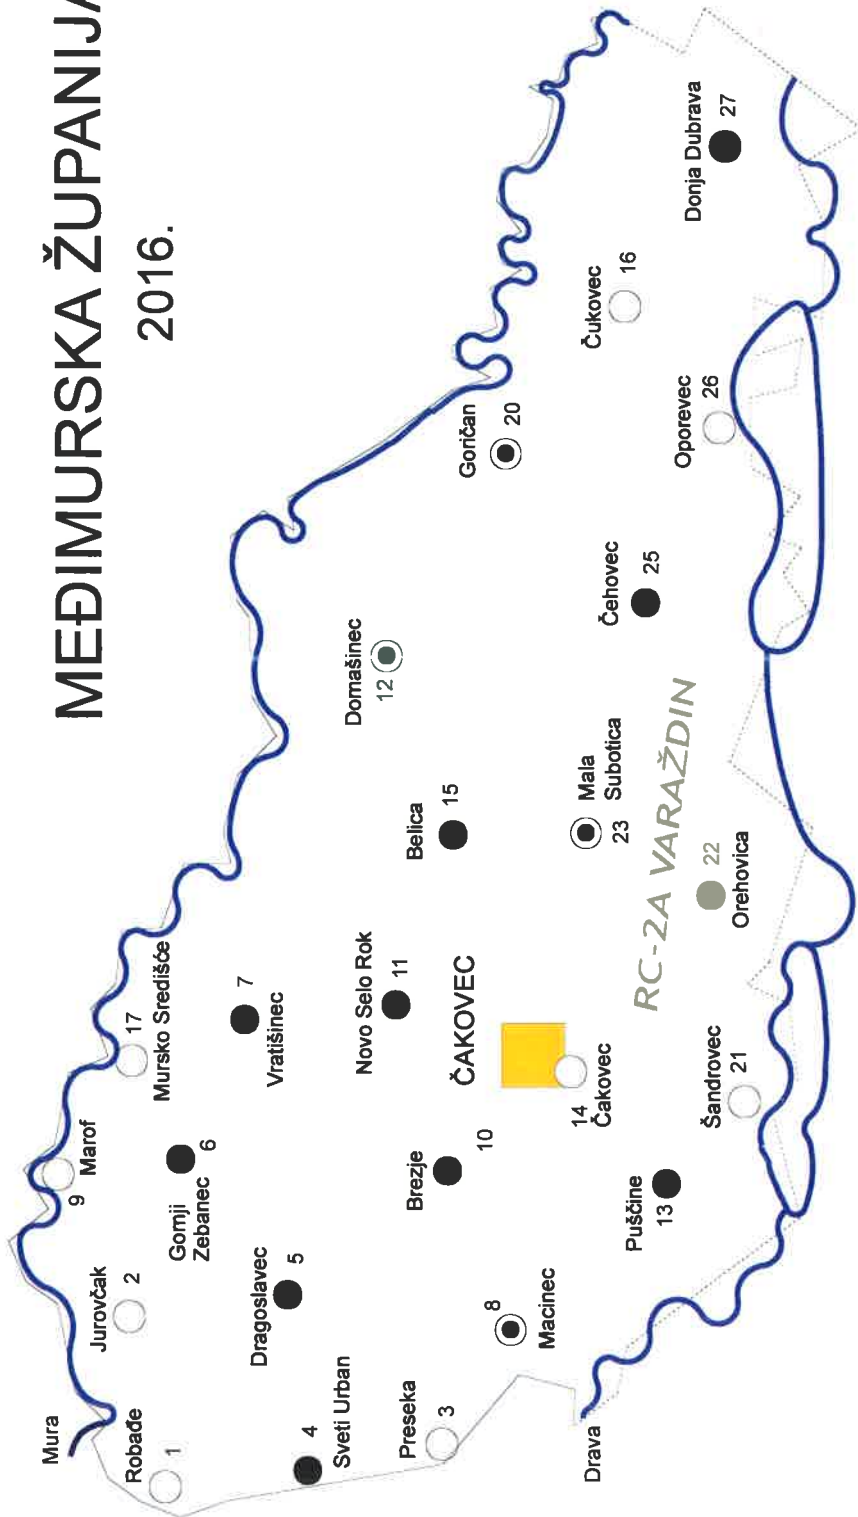 MEĐIMURSKA ŽUPANIJA
2016.
Mura
Robađe
1
Jurovčak
2
9
Marof
17
Mursko Središće
Gornji
Zebanec
6
7
Vratišinec
Dragoslavec
5
4
Sveti Urban
Preseka
3
8
Macinec
Brezje
10
Novo Selo Rok
11
ČAKOVEC
14
Čakovec
Belica
15
Domašinec
12
Goričan
20
Mala
Subotica
23
Puščine
13
Šandrovec
21
RC-2A VARAŽDIN
22
Orehovica
Čehovec
25
Čukovec
16
Oporevec
26
Donja Dubrava
27
Drava